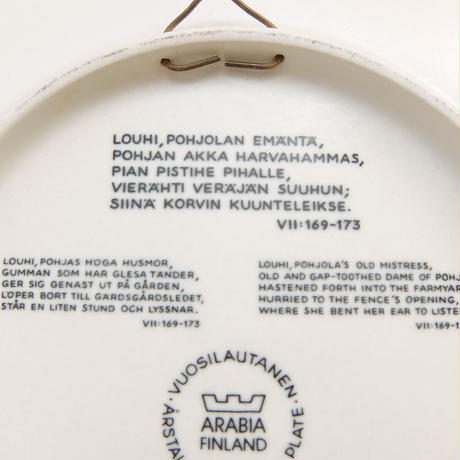 LOUHI, POHJOLAN EMÄNTÄ,
POHJAN AKKA HARVAHAMMAS,
PIAN PISTIHE PIHALLE,
VIERÄHTI VERÄJÄN SUUHUN;
SIINÄ KORVIN KUUNTELEIKSE.
VII:169-173
LOUHI, POHJAS HÖGA HUSMOR,
GUMMAN SOM HAR GLESA TÄNDER,
GER SIG GENAST UT PÅ GÅRDEN,
LÖPER BORT TILL GÄRDSGÅRDSLEDET,
STÅR EN LITEN STUND OCH LYSSNAR.
VII:169-173
LOUHI, POHJOLA'S OLD MISTRESS,
OLD AND GAP-TOOTHED DAME OF
HASTENED FORTH INTO THE
HURRIED TO THE FENCE'S OPENING,
WHERE SHE BENT HER EAR TO
· VUOSILAUTANEN ·
PLATE
ARABIA
FINLAND